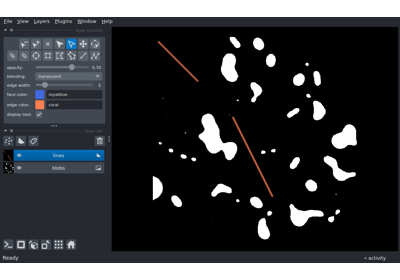 File View Layers Plugins Window Help
opacity: 0.70
blending: translucent
edge width: 5
face color: royalblue
edge color: coral
display text: ✓
lines
blobs
Ready activity